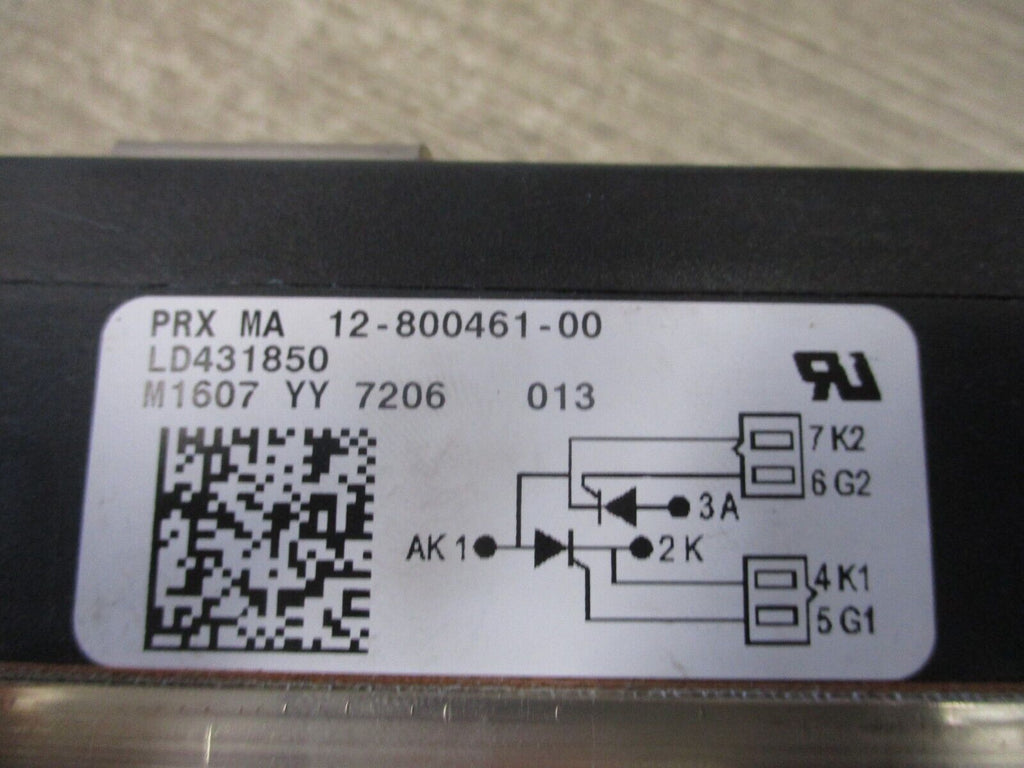 PRX MA 12-800461-00
LD431850
M1607 YY 7206 013
7 K2
6 G2
3 A
AK 1
2 K
4 K1
5 G1